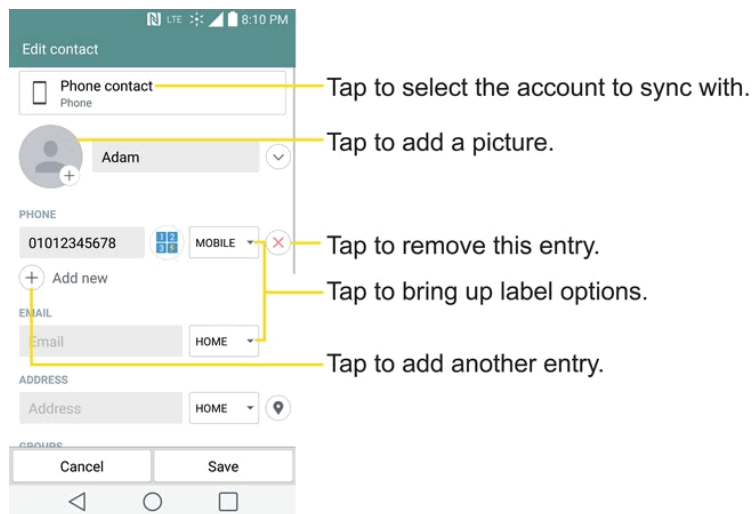 LTE 8:10 PM
Edit contact
Phone contact
Phone
Tap to select the account to sync with.
Tap to add a picture.
Adam
PHONE
01012345678
MOBILE
Tap to remove this entry.
Add new
Tap to bring up label options.
EMAIL
Email
HOME
Tap to add another entry.
ADDRESS
Address
HOME
GROUPS
Cancel
Save